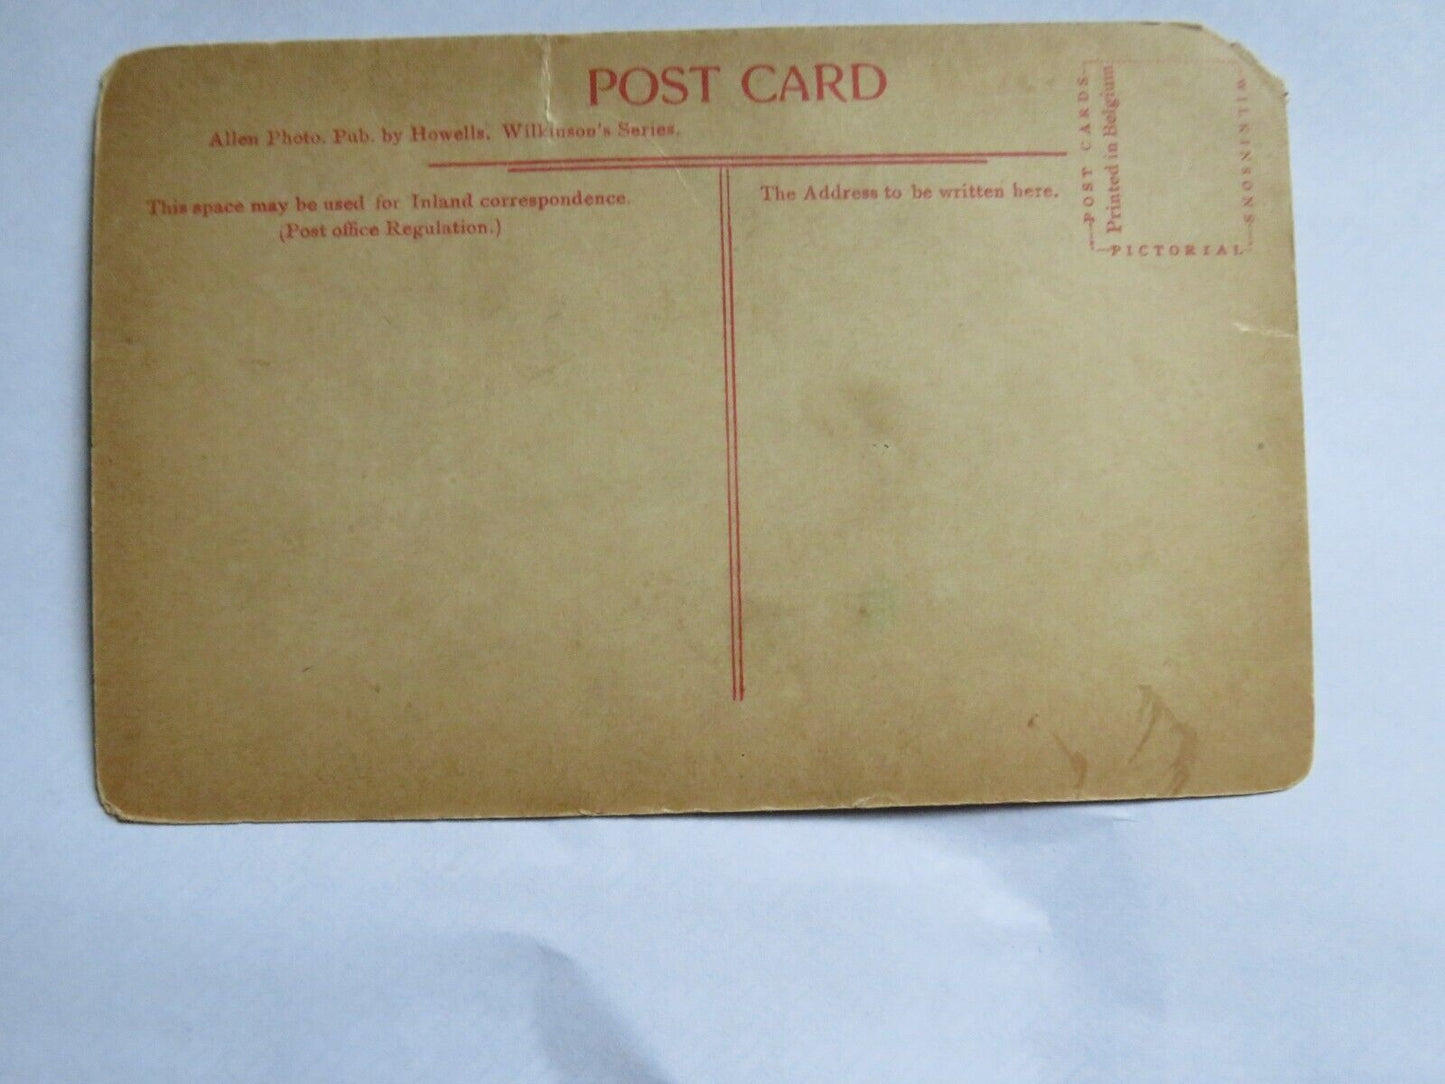 POST CARD
Allen Photo. Pub. by Howells. Wilkinson's Series.
This space may be used for Inland correspondence.
(Post office Regulation.)
The Address to be written here.
POST CARDS
Printed in Belgium
PICTORIAL
WILKINSONS